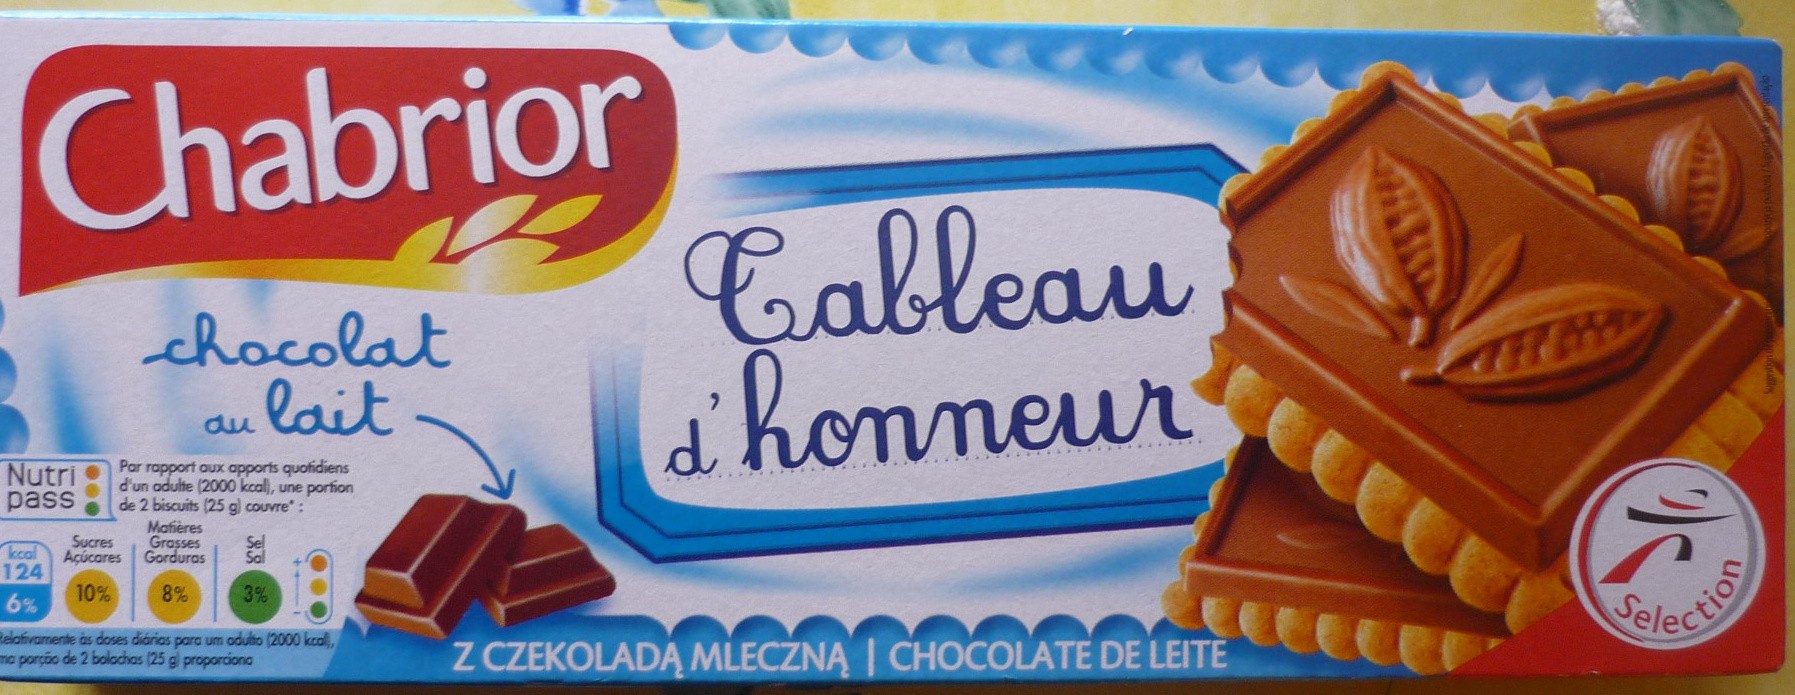 Chabrior
chocolat
au lait
Tableau
d'honneur
Nutri
pass
Par rapport aux apports quotidiens
d'un adulte (2000 kcal), une portion
de 2 biscuits (25 g) couvre* :
kcal
124
6%
Sucres
Açúcares
10%
Matières
Grasses
Gorduras
8%
Sel
Sal
3%
+
-
Relativamente às doses diárias para um adulto (2000 kcal),
uma porção de 2 bolachas (25 g) proporciona
Z CZEKOLADĄ MLECZNĄ | CHOCOLATE DE LEITE
Selection